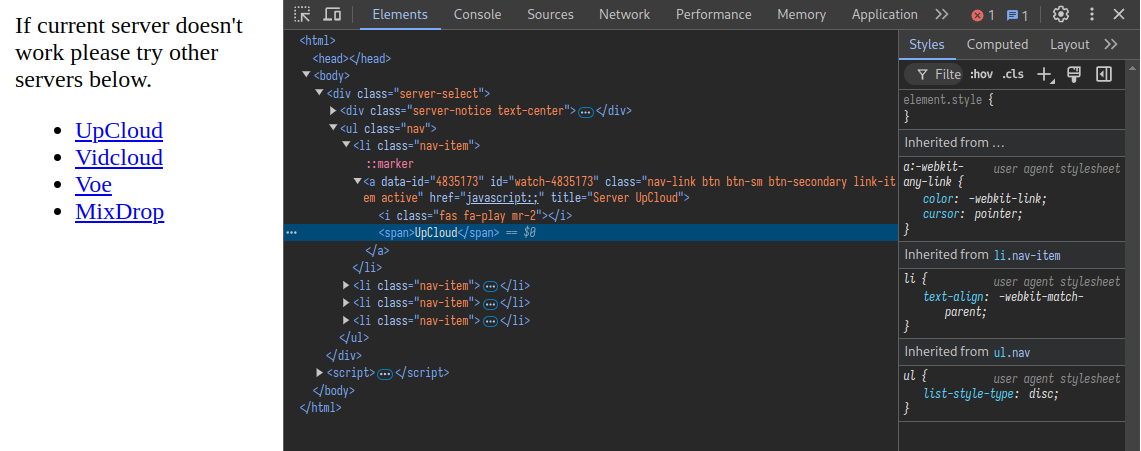 If current server doesn't
work please try other
servers below.
UpCloud
Vidcloud
Voe
MixDrop
Elements Console Sources Network Performance Memory Application 1 1
<html>
<head></head>
<body>
<div class="server-select">
<div class="server-notice text-center">…</div>
<ul class="nav">
<li class="nav-item">
::marker
<a data-id="4835173" id="watch-4835173" class="nav-link btn btn-sm btn-secondary link-it
em active" href="javascript:;" title="Server UpCloud">
<i class="fas fa-play mr-2"></i>
<span>UpCloud</span> == $0
</a>
</li>
<li class="nav-item">…</li>
<li class="nav-item">…</li>
<li class="nav-item">…</li>
</ul>
</div>
<script>…</script>
</body>
</html>
Styles Computed Layout
Filte :hov .cls
element.style {
}
Inherited from …
a:-webkit- user agent stylesheet
any-link {
color: -webkit-link;
cursor: pointer;
}
Inherited from li.nav-item
li { user agent stylesheet
text-align: -webkit-match-
parent;
}
Inherited from ul.nav
ul { user agent stylesheet
list-style-type: disc;
}